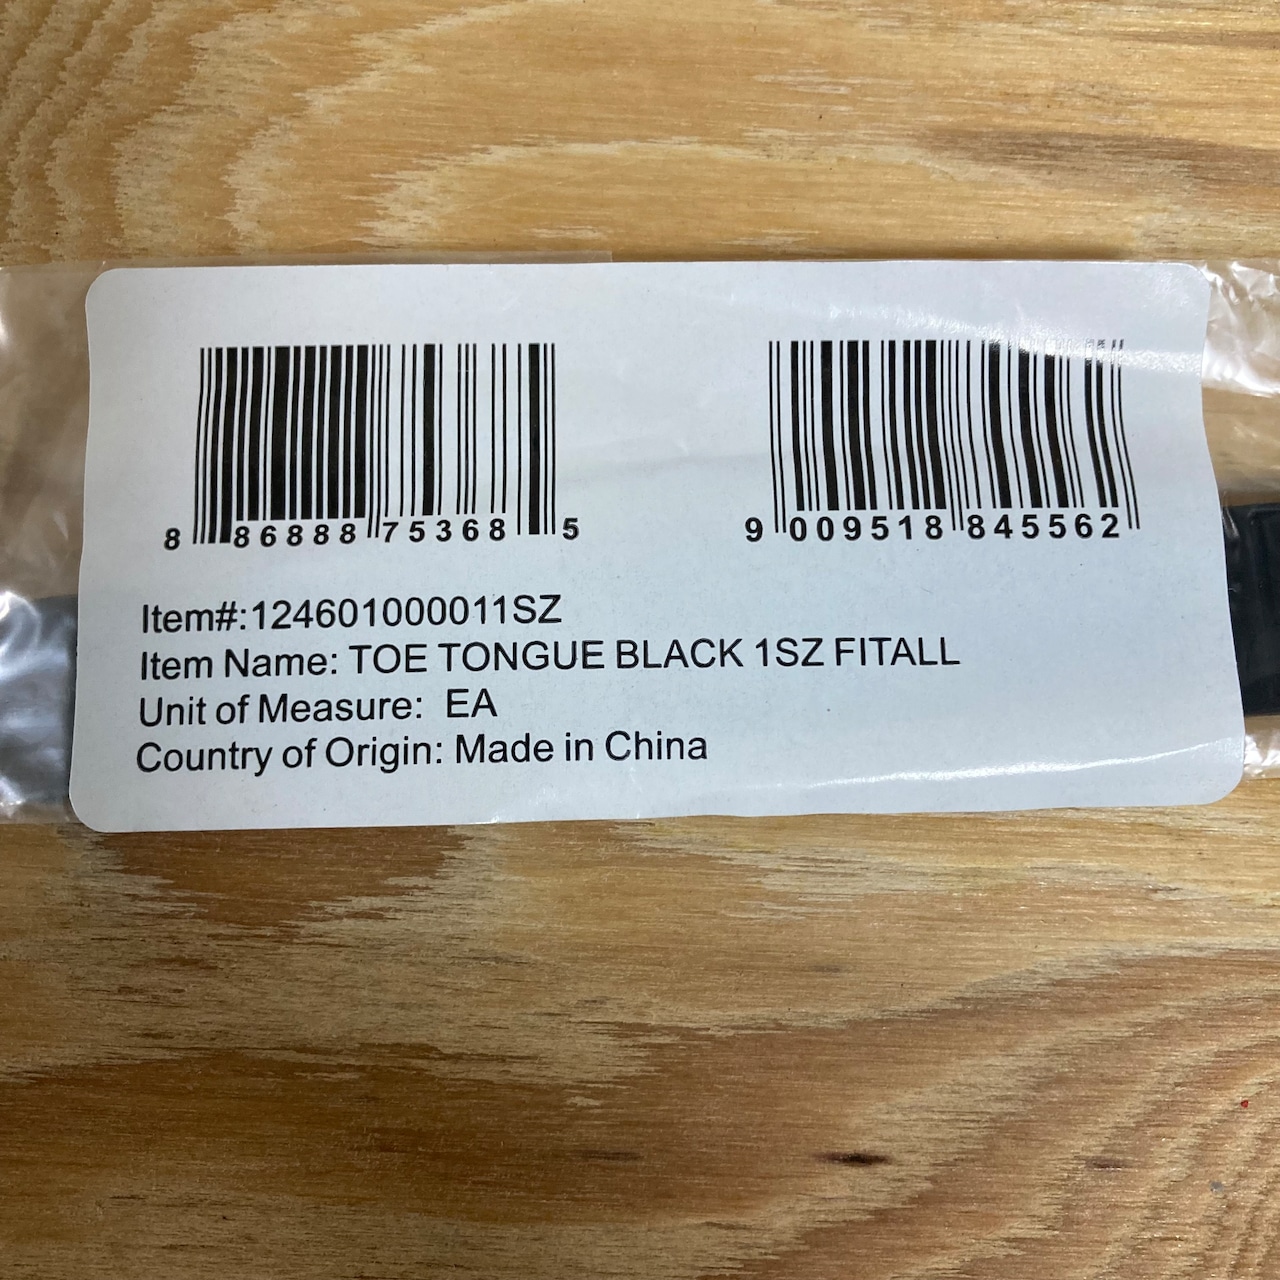 8 86888 75368 5
9 009518 845562
Item#:124601000011SZ
Item Name: TOE TONGUE BLACK 1SZ FITALL
Unit of Measure: EA
Country of Origin: Made in China